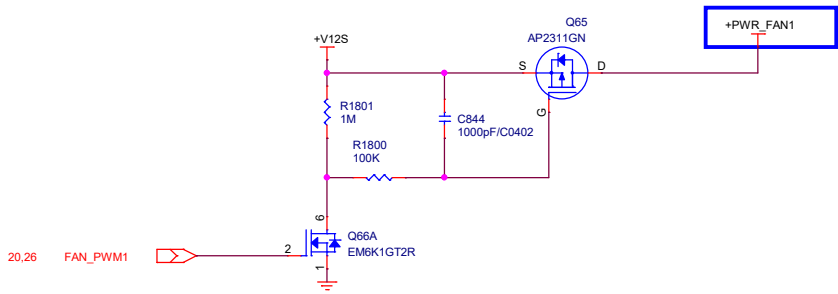 Q65
AP2311GN
+PWR_FAN1
+V12S
S
D
G
R1801
1M
C844
1000pF/C0402
R1800
100K
6
Q66A
EM6K1GT2R
2
1
20,26 FAN_PWM1